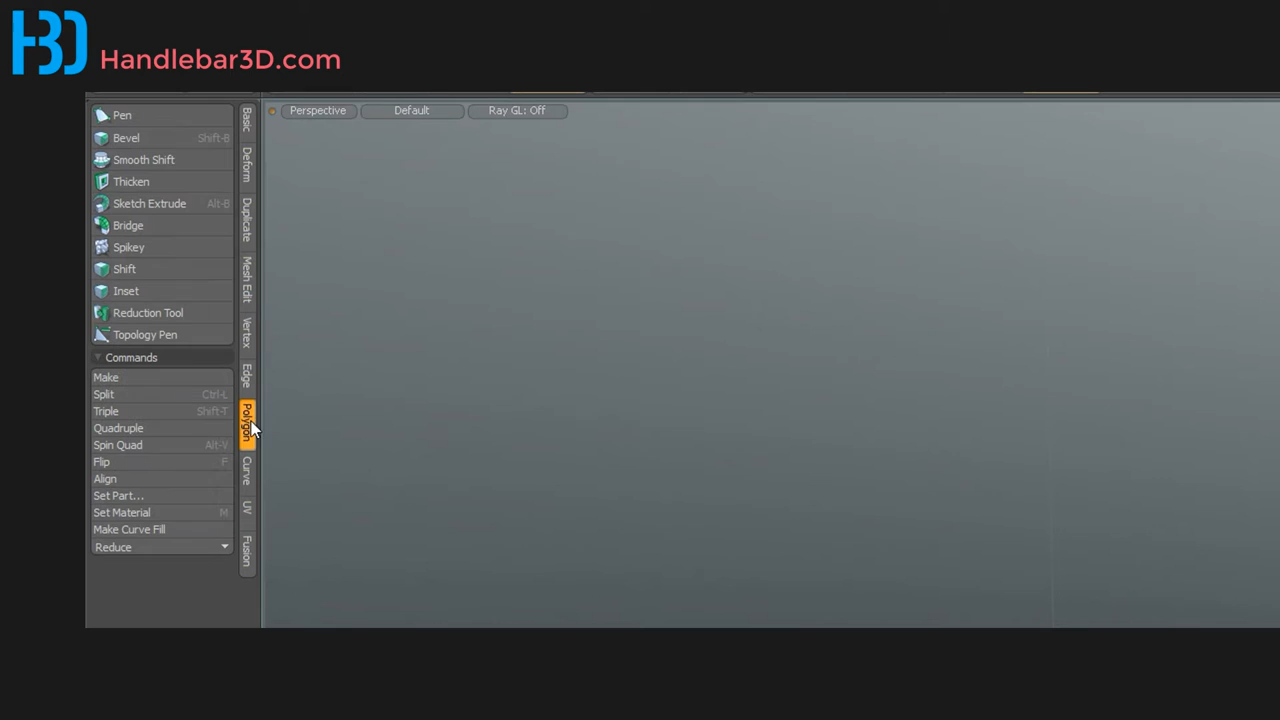 H3D
Handlebar3D.com
Pen
Bevel Shift-B
Smooth Shift
Thicken
Sketch Extrude Alt-B
Bridge
Spikey
Shift
Inset
Reduction Tool
Topology Pen
Commands
Make
Split Ctrl-L
Triple Shift-T
Quadruple
Spin Quad Alt-V
Flip F
Align
Set Part...
Set Material M
Make Curve Fill
Reduce
Basic
Deform
Duplicate
Mesh Edit
Vertex
Edge
Polygon
Curve
UV
Fusion
Perspective Default Ray GL: Off